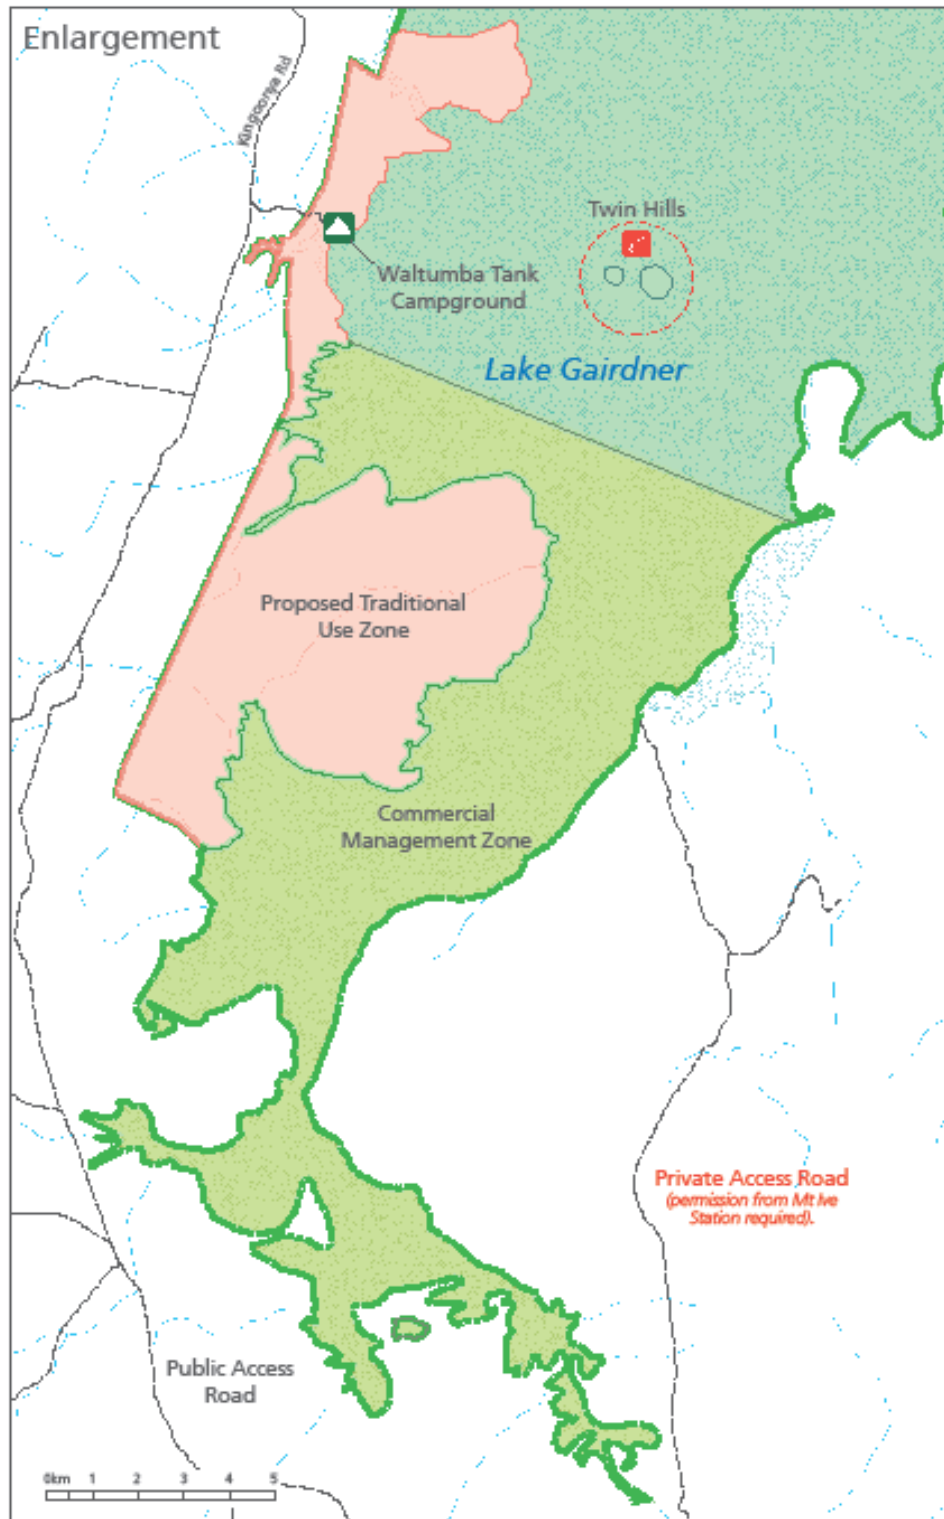 Enlargement
Kingoonya Rd
Twin Hills
Waltumba Tank
Campground
Lake Gairdner
Proposed Traditional
Use Zone
Commercial
Management Zone
Private Access Road
(permission from Mt Ive
Station required).
Public Access
Road
0km 1 2 3 4 5